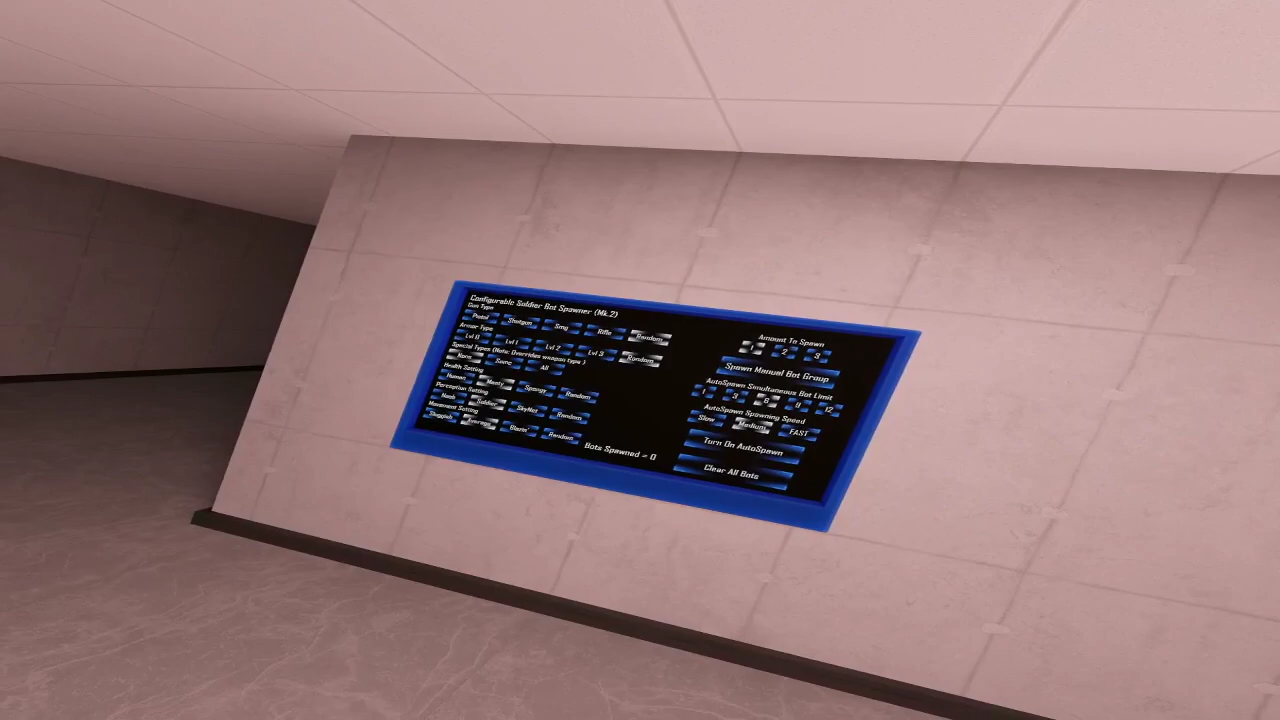 Configurable Soldier Bot Spawner (Mk.2)
Gun Type
Pistol Shotgun Smg Rifle Random
Armor Type
Lvl 0 Lvl 1 Lvl 2 Lvl 3 Random
Special Types (Note: Overrides weapon type)
None Some All
Health Setting
Human Meaty Spongy Random
Perception Setting
Noob Soldier SkyNet Random
Movement Setting
Sluggish Average Blazin' Random
Bots Spawned = 0
Amount To Spawn
1 2 3
Spawn Manual Bot Group
AutoSpawn Simultaneous Bot Limit
1 3 6 9 12
AutoSpawn Spawning Speed
Slow Medium FAST
Turn On AutoSpawn
Clear All Bots